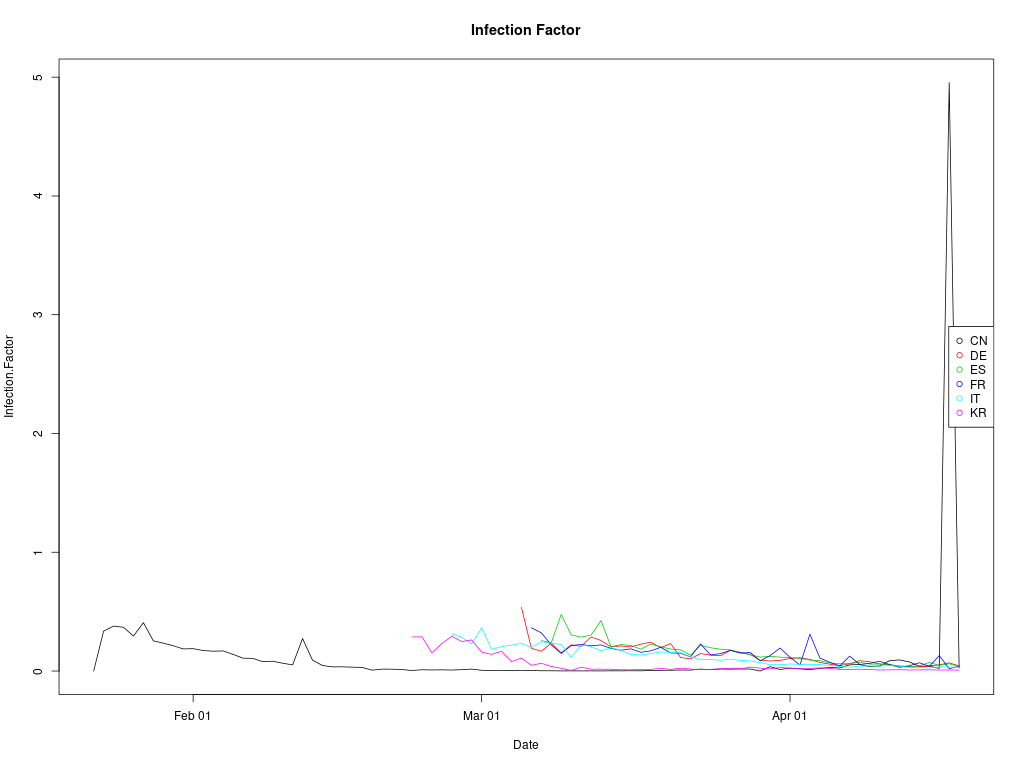 Infection Factor
5
4
3
2
1
0
Infection.Factor
CN
DE
ES
FR
IT
KR
Feb 01
Mar 01
Apr 01
Date